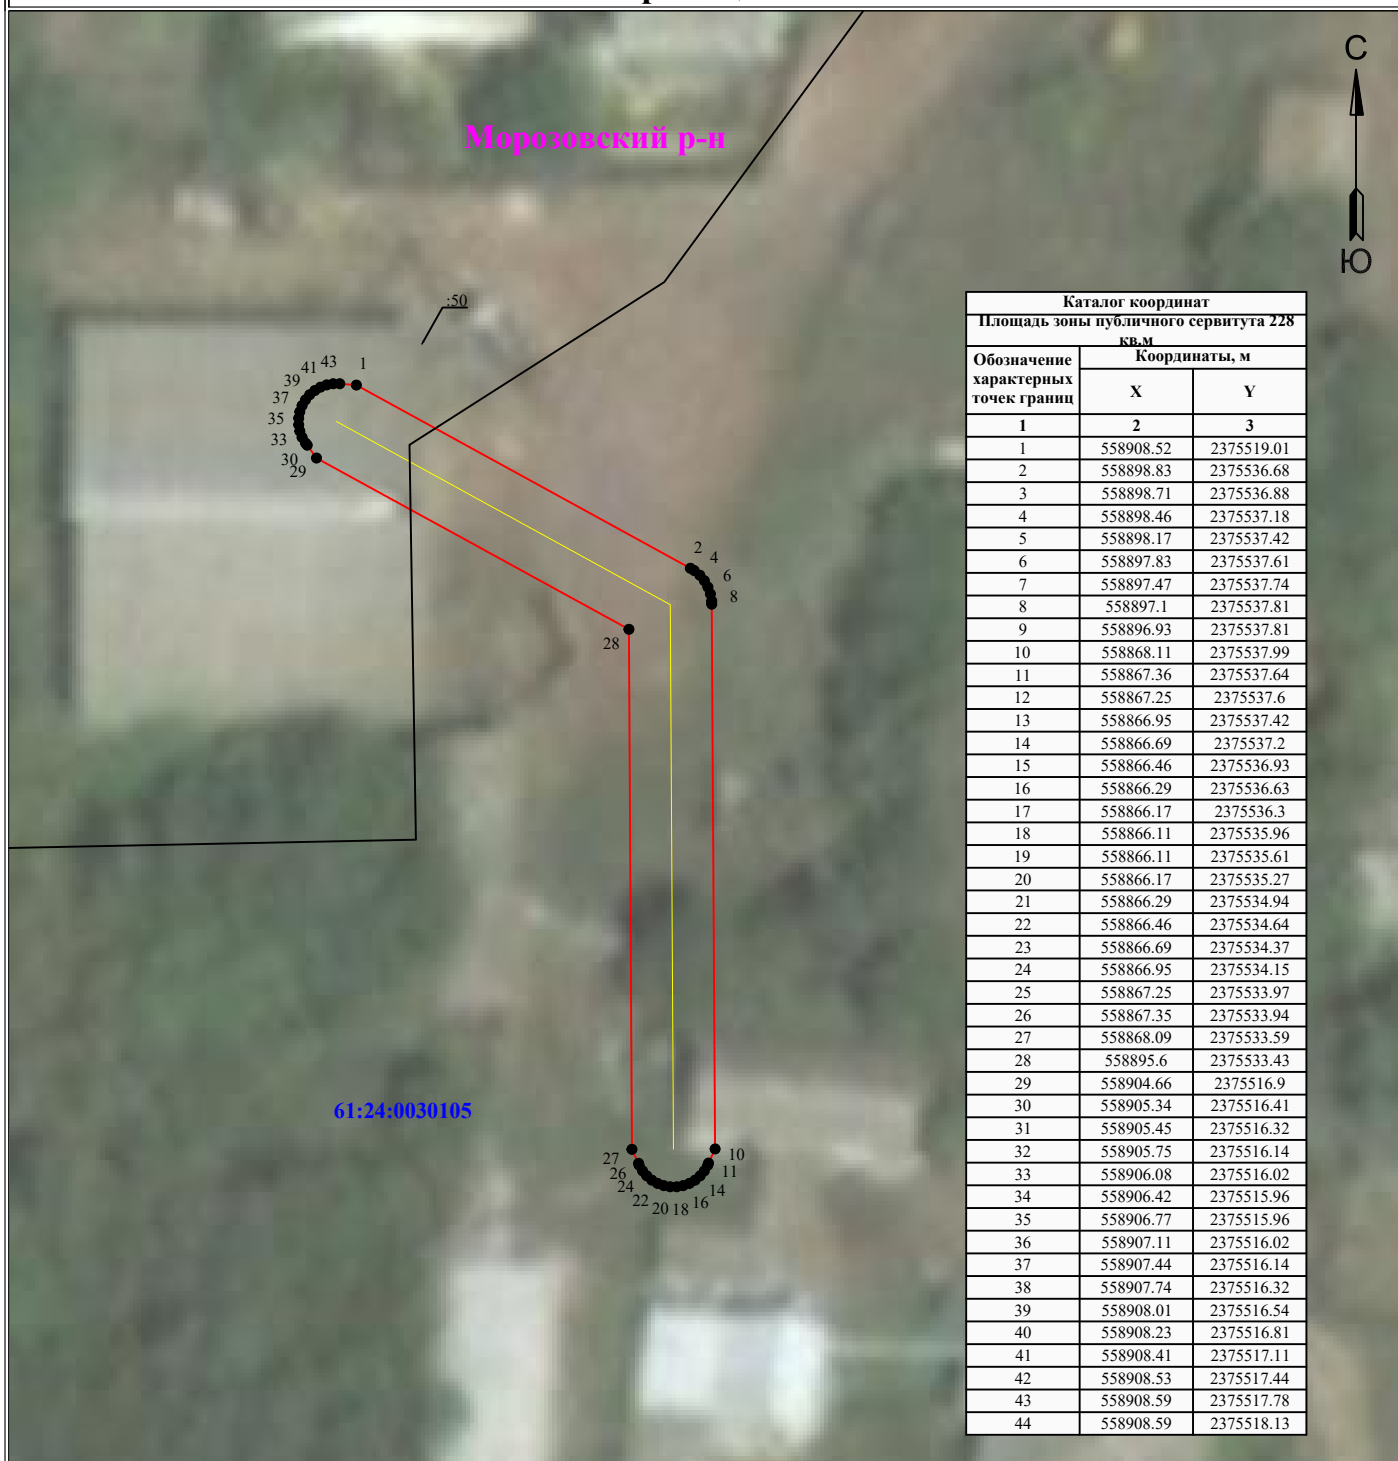 С
Морозовский р-н
Ю
:50
43
1
41
39
37
35
33
30
29
2
4
6
8
28
61:24:0030105
27
10
26
11
24
14
22
16
20
18
Каталог координат
Площадь зоны публичного сервитута 228
кв.м
Обозначение характерных точек границ Координаты, м
X Y
1 2 3
1 558908.52 2375519.01
2 558898.83 2375536.68
3 558898.71 2375536.88
4 558898.46 2375537.18
5 558898.17 2375537.42
6 558897.83 2375537.61
7 558897.47 2375537.74
8 558897.1 2375537.81
9 558896.93 2375537.81
10 558868.11 2375537.99
11 558867.36 2375537.64
12 558867.25 2375537.6
13 558866.95 2375537.42
14 558866.69 2375537.2
15 558866.46 2375536.93
16 558866.29 2375536.63
17 558866.17 2375536.3
18 558866.11 2375535.96
19 558866.11 2375535.61
20 558866.17 2375535.27
21 558866.29 2375534.94
22 558866.46 2375534.64
23 558866.69 2375534.37
24 558866.95 2375534.15
25 558867.25 2375533.97
26 558867.35 2375533.94
27 558868.09 2375533.59
28 558895.6 2375533.43
29 558904.66 2375516.9
30 558905.34 2375516.41
31 558905.45 2375516.32
32 558905.75 2375516.14
33 558906.08 2375516.02
34 558906.42 2375515.96
35 558906.77 2375515.96
36 558907.11 2375516.02
37 558907.44 2375516.14
38 558907.74 2375516.32
39 558908.01 2375516.54
40 558908.23 2375516.81
41 558908.41 2375517.11
42 558908.53 2375517.44
43 558908.59 2375517.78
44 558908.59 2375518.13